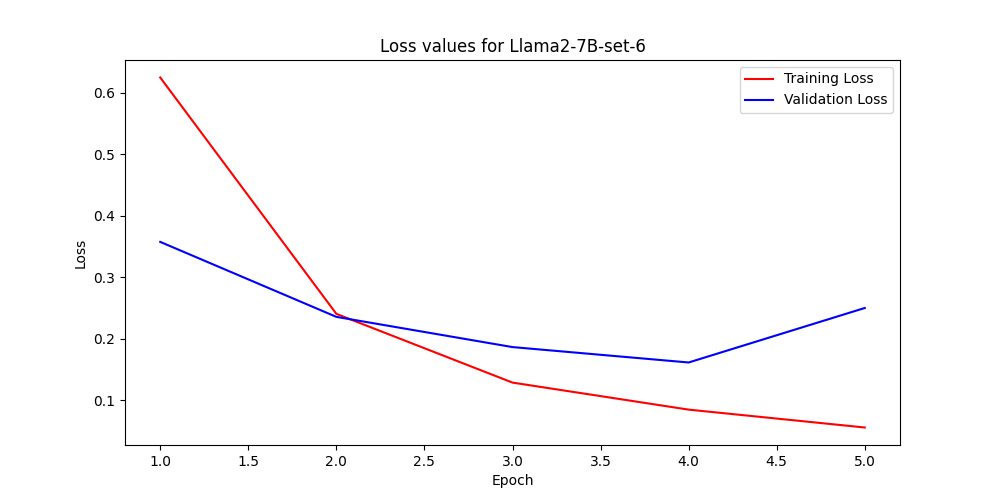 Loss values for Llama2-7B-set-6
Training Loss
Validation Loss
Loss
0.6
0.5
0.4
0.3
0.2
0.1
1.0 1.5 2.0 2.5 3.0 3.5 4.0 4.5 5.0
Epoch